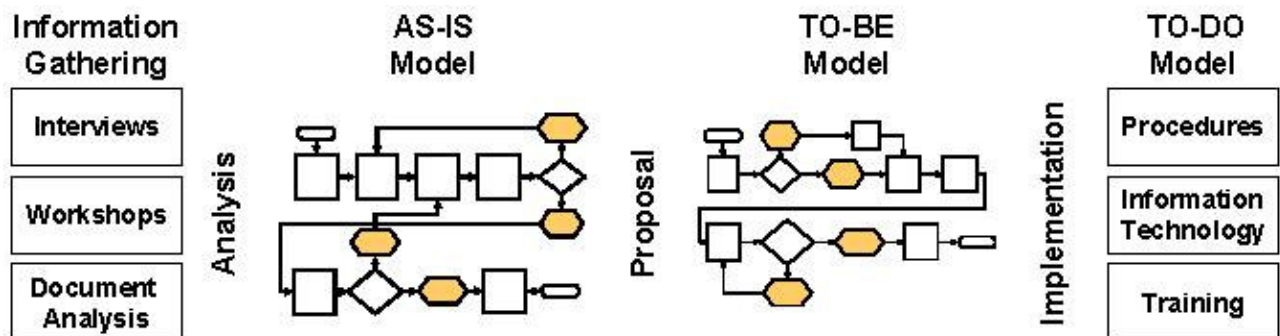 Information
Gathering
Interviews
Workshops
Document
Analysis
Analysis
AS-IS
Model
Proposal
TO-BE
Model
Implementation
TO-DO
Model
Procedures
Information
Technology
Training